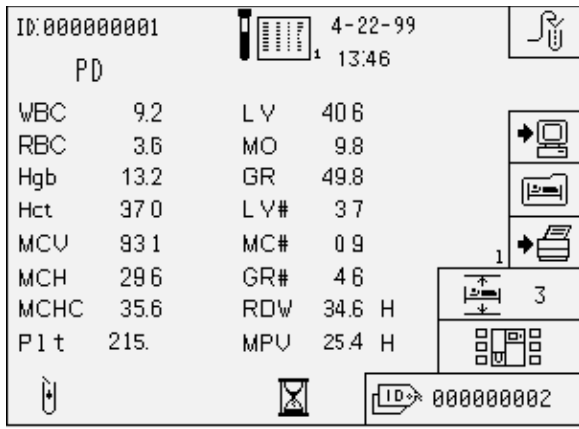 ID:000000001
4-22-99
1
13:46
PD
WBC 9.2 LY 40 6
RBC 3.6 MO 9.8
Hgb 13.2 GR 49.8
Hct 37 0 LY# 3 7
MCV 93 1 MC# 0 9
MCH 29 6 GR# 4 6
MCHC 35.6 RDW 34.6 H
Plt 215. MPV 25.4 H
1
3
ID 000000002